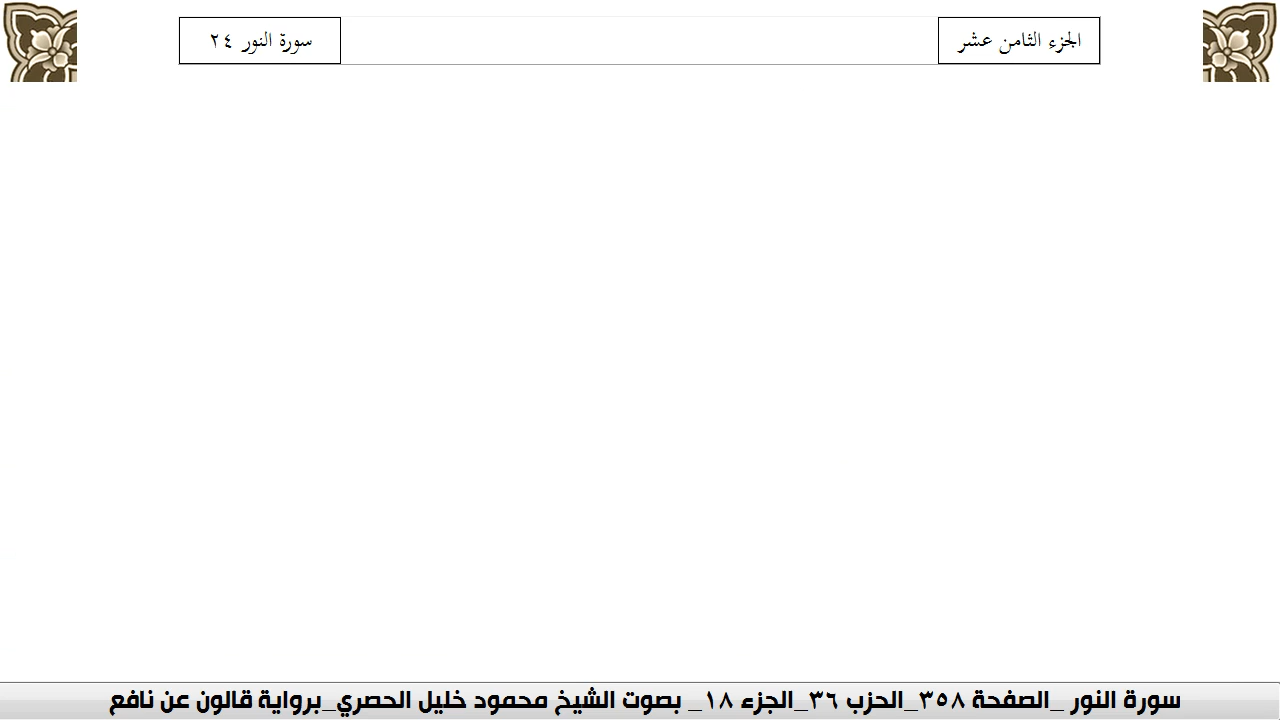 الجزء الثامن عشر
سورة النور ٢٤
سورة النور _الصفحة ٣٥٨_الحزب ٣٦_الجزء ١٨_ بصوت الشيخ محمود خليل الحصري_برواية قالون عن نافع